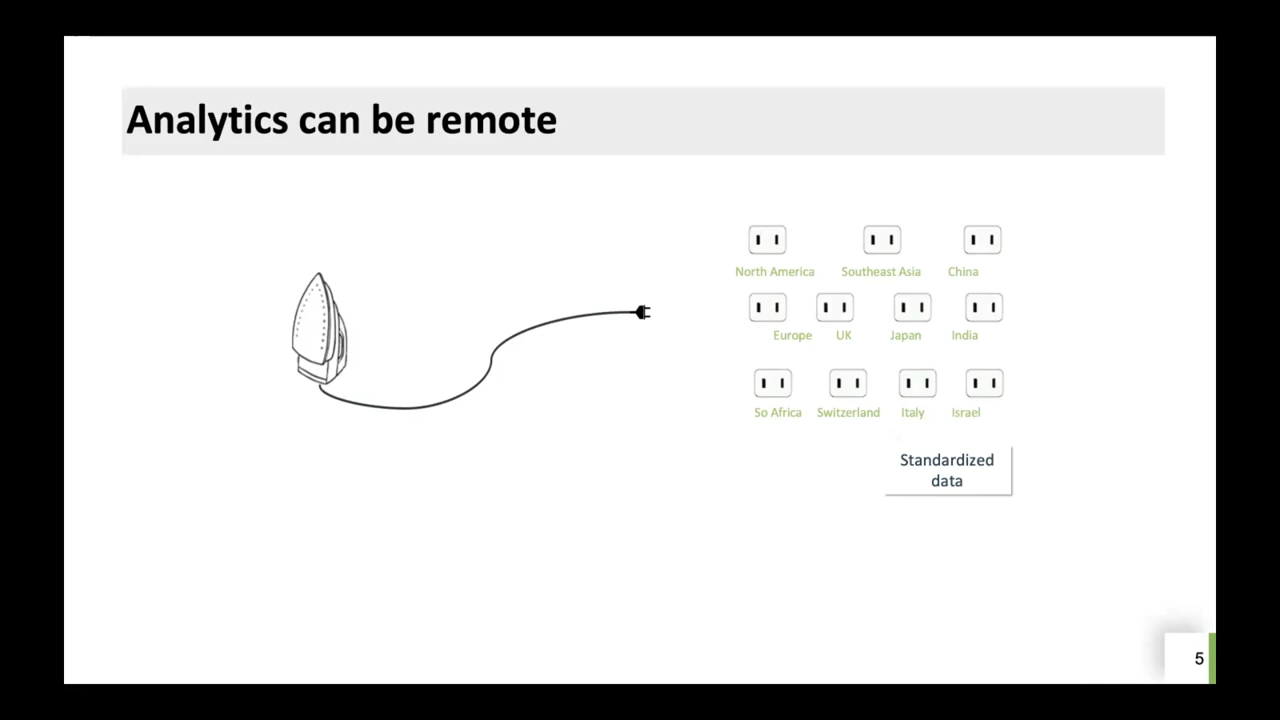 Analytics can be remote
North America Southeast Asia China
Europe UK Japan India
So Africa Switzerland Italy Israel
Standardized
data
5